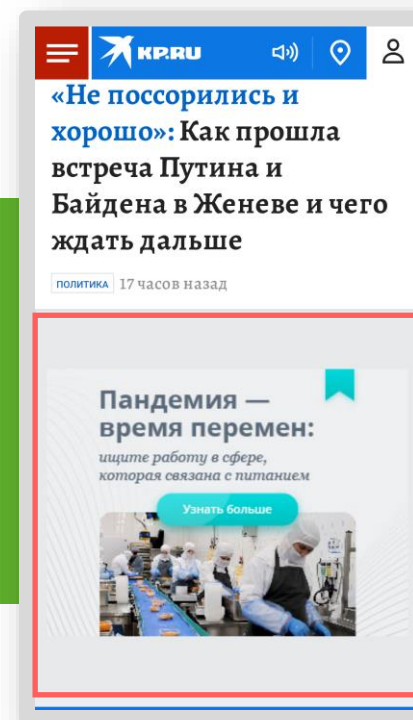 KP.RU
«Не поссорились и
хорошо»: Как прошла
встреча Путина и
Байдена в Женеве и чего
ждать дальше
ПОЛИТИКА 17 часов назад
Пандемия —
время перемен:
ищите работу в сфере,
которая связана с питанием
Узнать больше